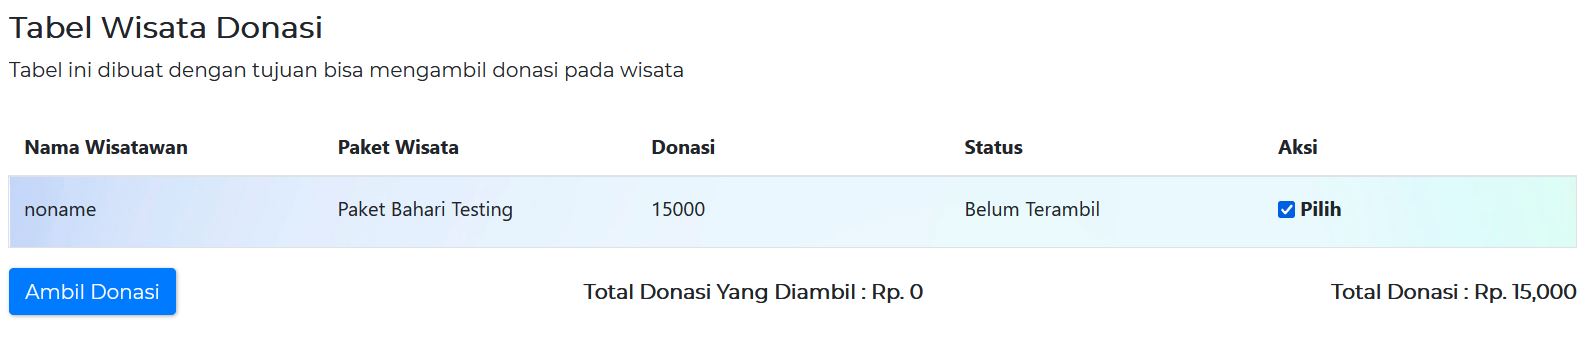 Tabel Wisata Donasi
Tabel ini dibuat dengan tujuan bisa mengambil donasi pada wisata
Nama Wisatawan Paket Wisata Donasi Status Aksi
noname Paket Bahari Testing 15000 Belum Terambil Pilih
Ambil Donasi Total Donasi Yang Diambil : Rp. 0 Total Donasi : Rp. 15,000